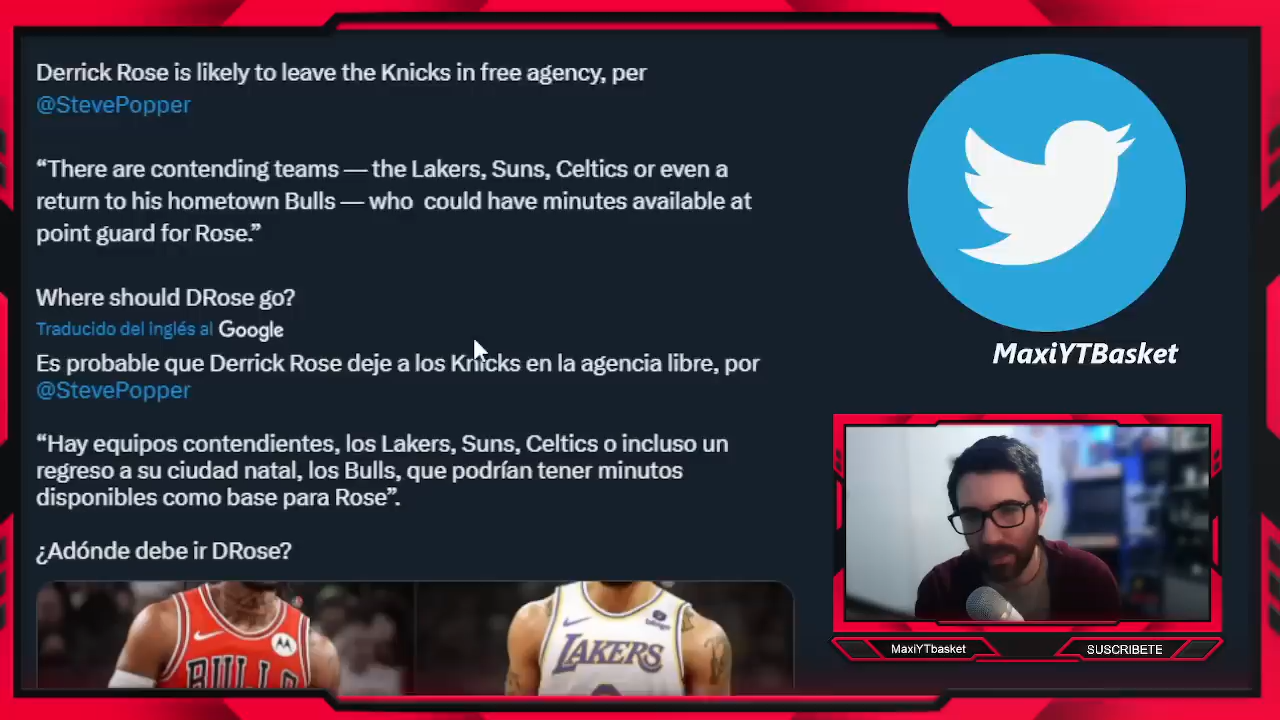 Derrick Rose is likely to leave the Knicks in free agency, per
@StevePopper
“There are contending teams — the Lakers, Suns, Celtics or even a
return to his hometown Bulls — who could have minutes available at
point guard for Rose.”
Where should DRose go?
Traducido del inglés al Google
Es probable que Derrick Rose deje a los Knicks en la agencia libre, por
@StevePopper
“Hay equipos contendientes, los Lakers, Suns, Celtics o incluso un
regreso a su ciudad natal, los Bulls, que podrían tener minutos
disponibles como base para Rose”.
¿Adónde debe ir DRose?
BULLS
LAKERS
MaxiYTBasket
MaxiYTbasket
SUSCRIBETE